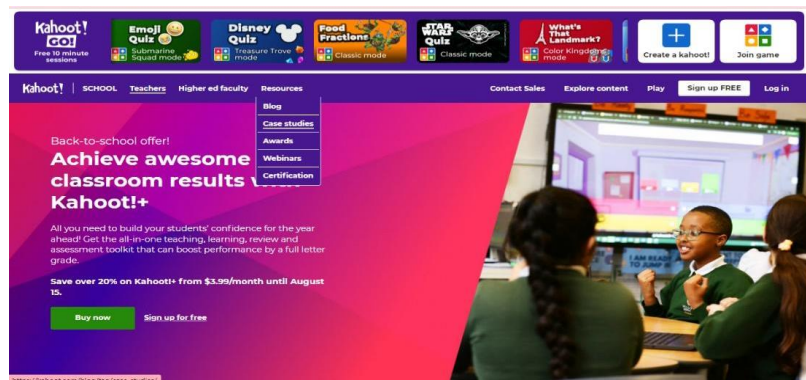 Kahoot!
GO!
Free 10 minute
sessions
Emoji
Quiz
Submarine
Squad mode
Disney
Quiz
Treasure Trove
mode
Food
Fractions
Classic mode
STAR
WARS
Quiz
Classic mode
What's
That
Landmark?
Color Kingdoms
mode
Create a kahoot!
Join game
Kahoot! SCHOOL Teachers Higher ed faculty Resources Contact Sales Explore content Play Sign up FREE Log in
Blog
Case studies
Awards
Webinars
Certification
Back-to-school offer!
Achieve awesome
classroom results
Kahoot!+
All you need to build your students' confidence for the year
ahead! Get the all-in-one teaching, learning, review and
assessment toolkit that can boost performance by a full letter
grade.
Save over 20% on Kahoot!+ from $3.99/month until August
15.
Buy now Sign up for free
I AM READY
TO JUMP